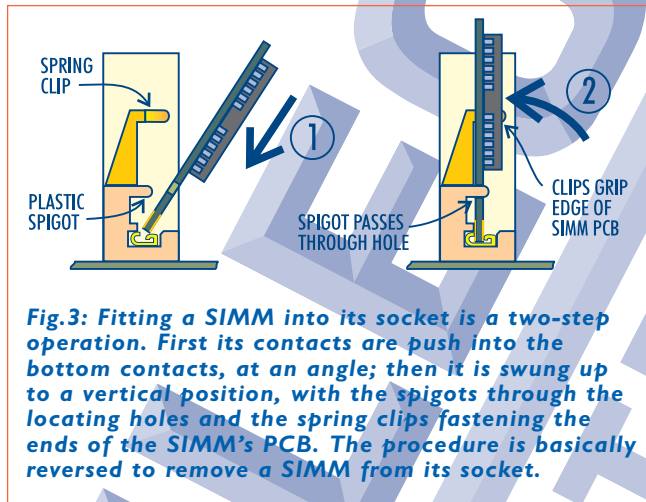 SPRING
CLIP
1
PLASTIC
SPIGOT
2
SPIGOT PASSES
THROUGH HOLE
CLIPS GRIP
EDGE OF
SIMM PCB
Fig.3: Fitting a SIMM into its socket is a two-step
operation. First its contacts are push into the
bottom contacts, at an angle; then it is swung up
to a vertical position, with the spigots through the
locating holes and the spring clips fastening the
ends of the SIMM's PCB. The procedure is basically
reversed to remove a SIMM from its socket.